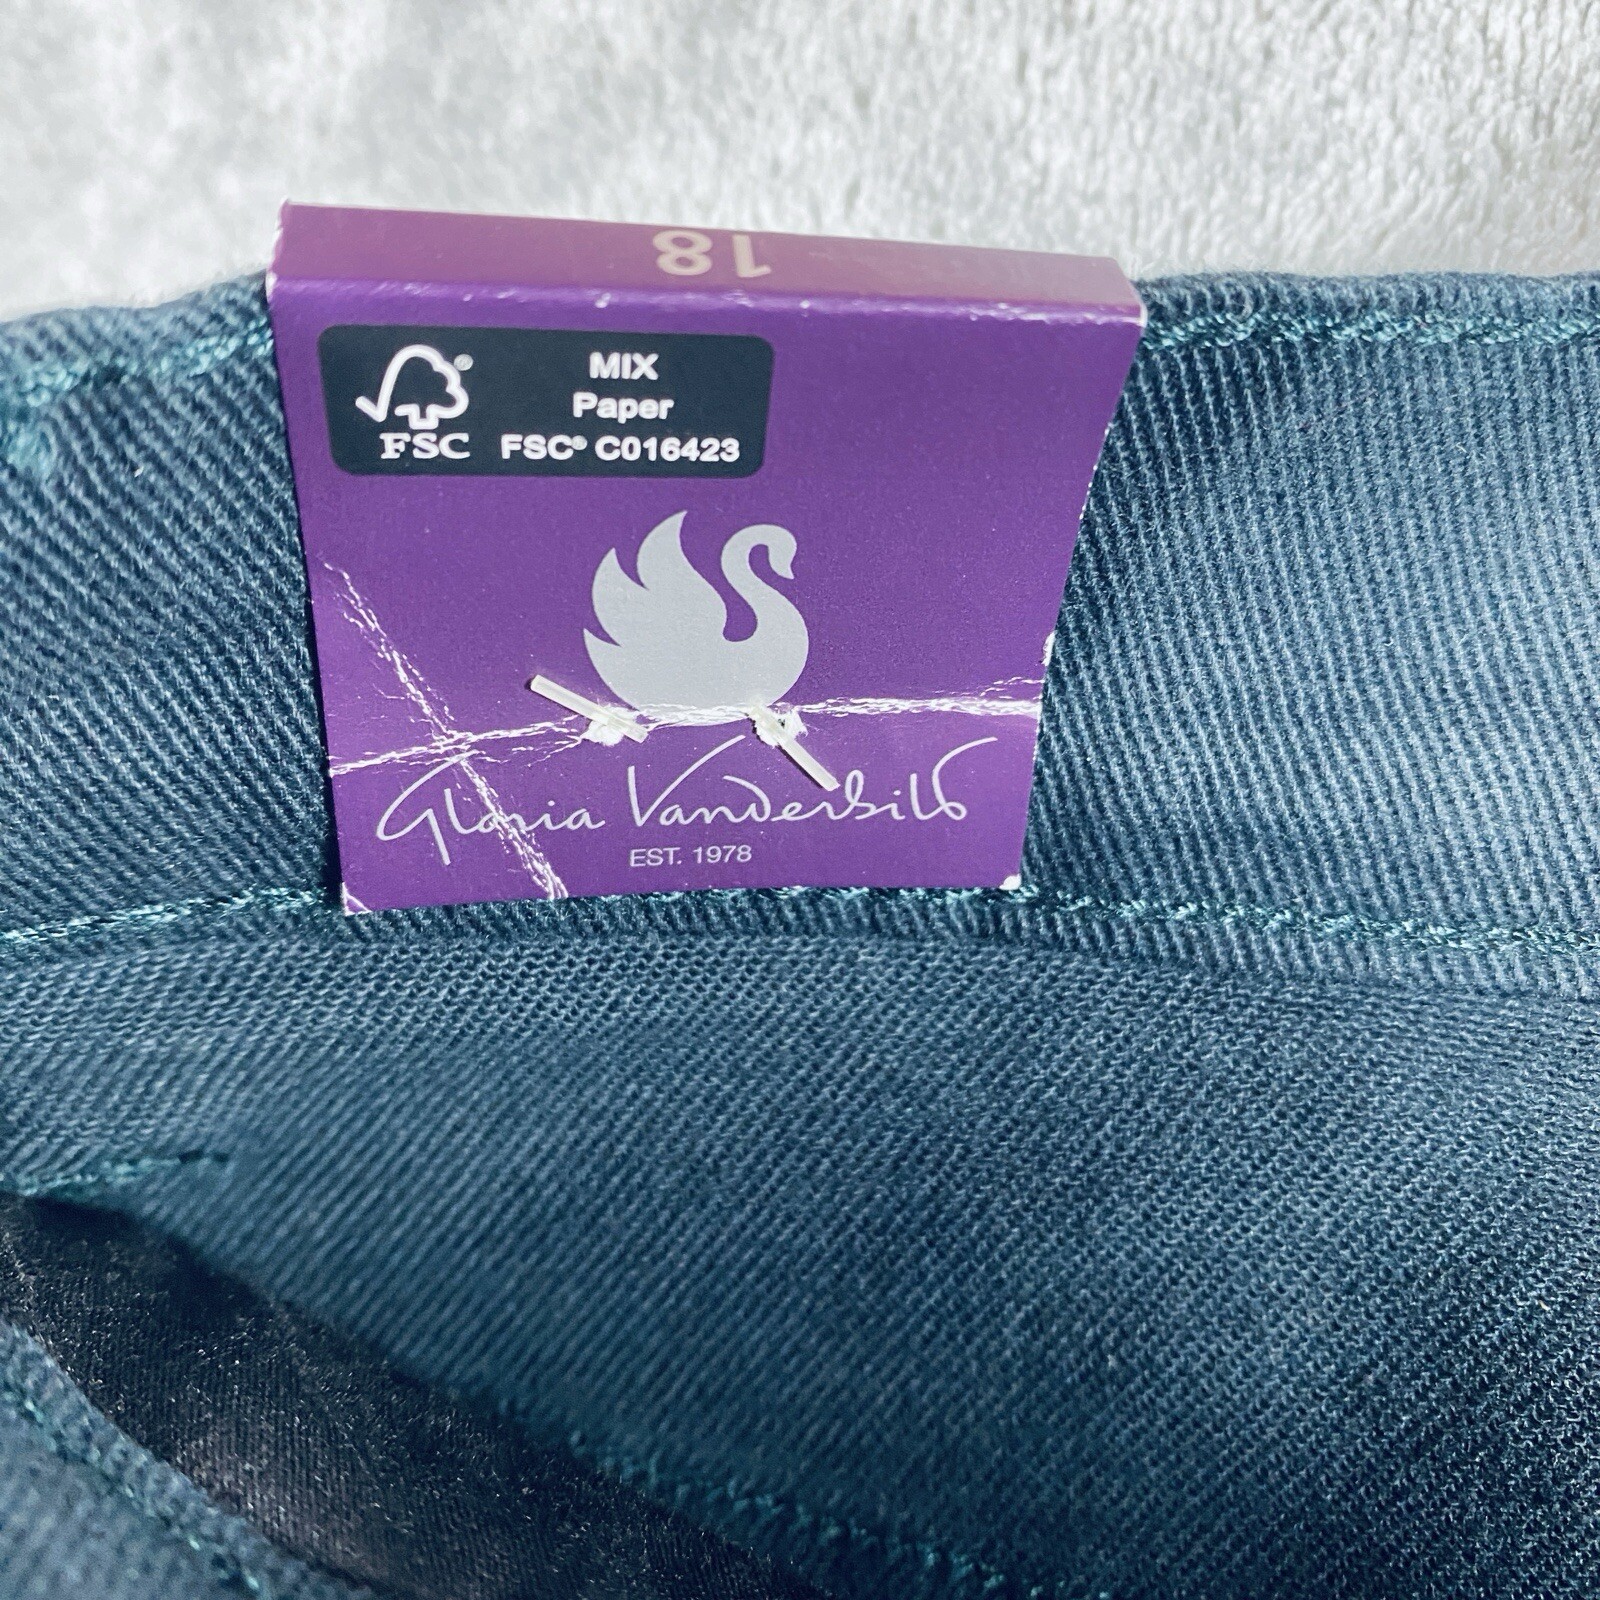 18
MIX
Paper
FSC® C016423
FSC®
Gloria Vanderbilt
EST. 1978